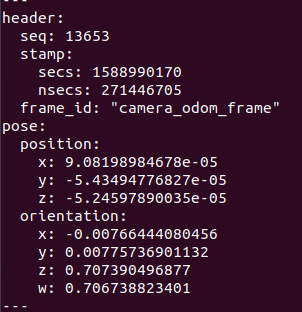 ---
header:
  seq: 13653
  stamp:
    secs: 1588990170
    nsecs: 271446705
  frame_id: "camera_odom_frame"
pose:
  position:
    x: 9.08198984678e-05
    y: -5.43494776827e-05
    z: -5.24597890035e-05
  orientation:
    x: -0.00766444080456
    y: 0.00775736901132
    z: 0.707390496877
    w: 0.706738823401
---